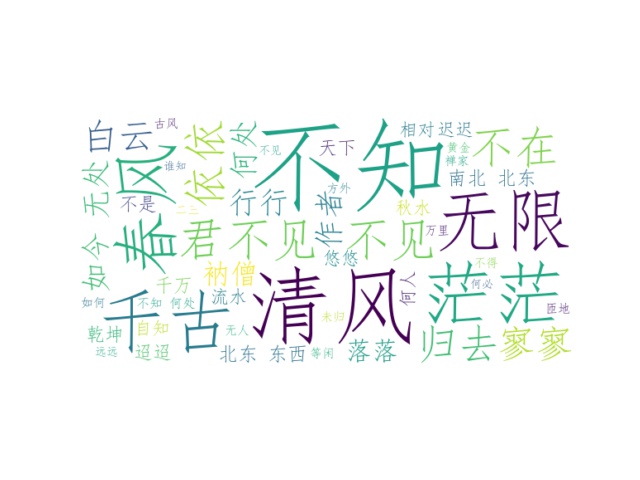 白云
古风
谁知
春风
依依
何处
不见
不知
天下
相对迟迟
黄金
禅家
不在
南北 北东
如今 无处
不是
二三
行行
作者
方外
秋水
万里
无限
君不见 不见
悠悠
衲僧
千万
流水
如何
不知 何处
千古
清风
何人
茫茫
不得
何必
匝地
乾坤
自知
无人
未归
远远
迢迢
北东 东西
等闲
落落
归去
寥寥